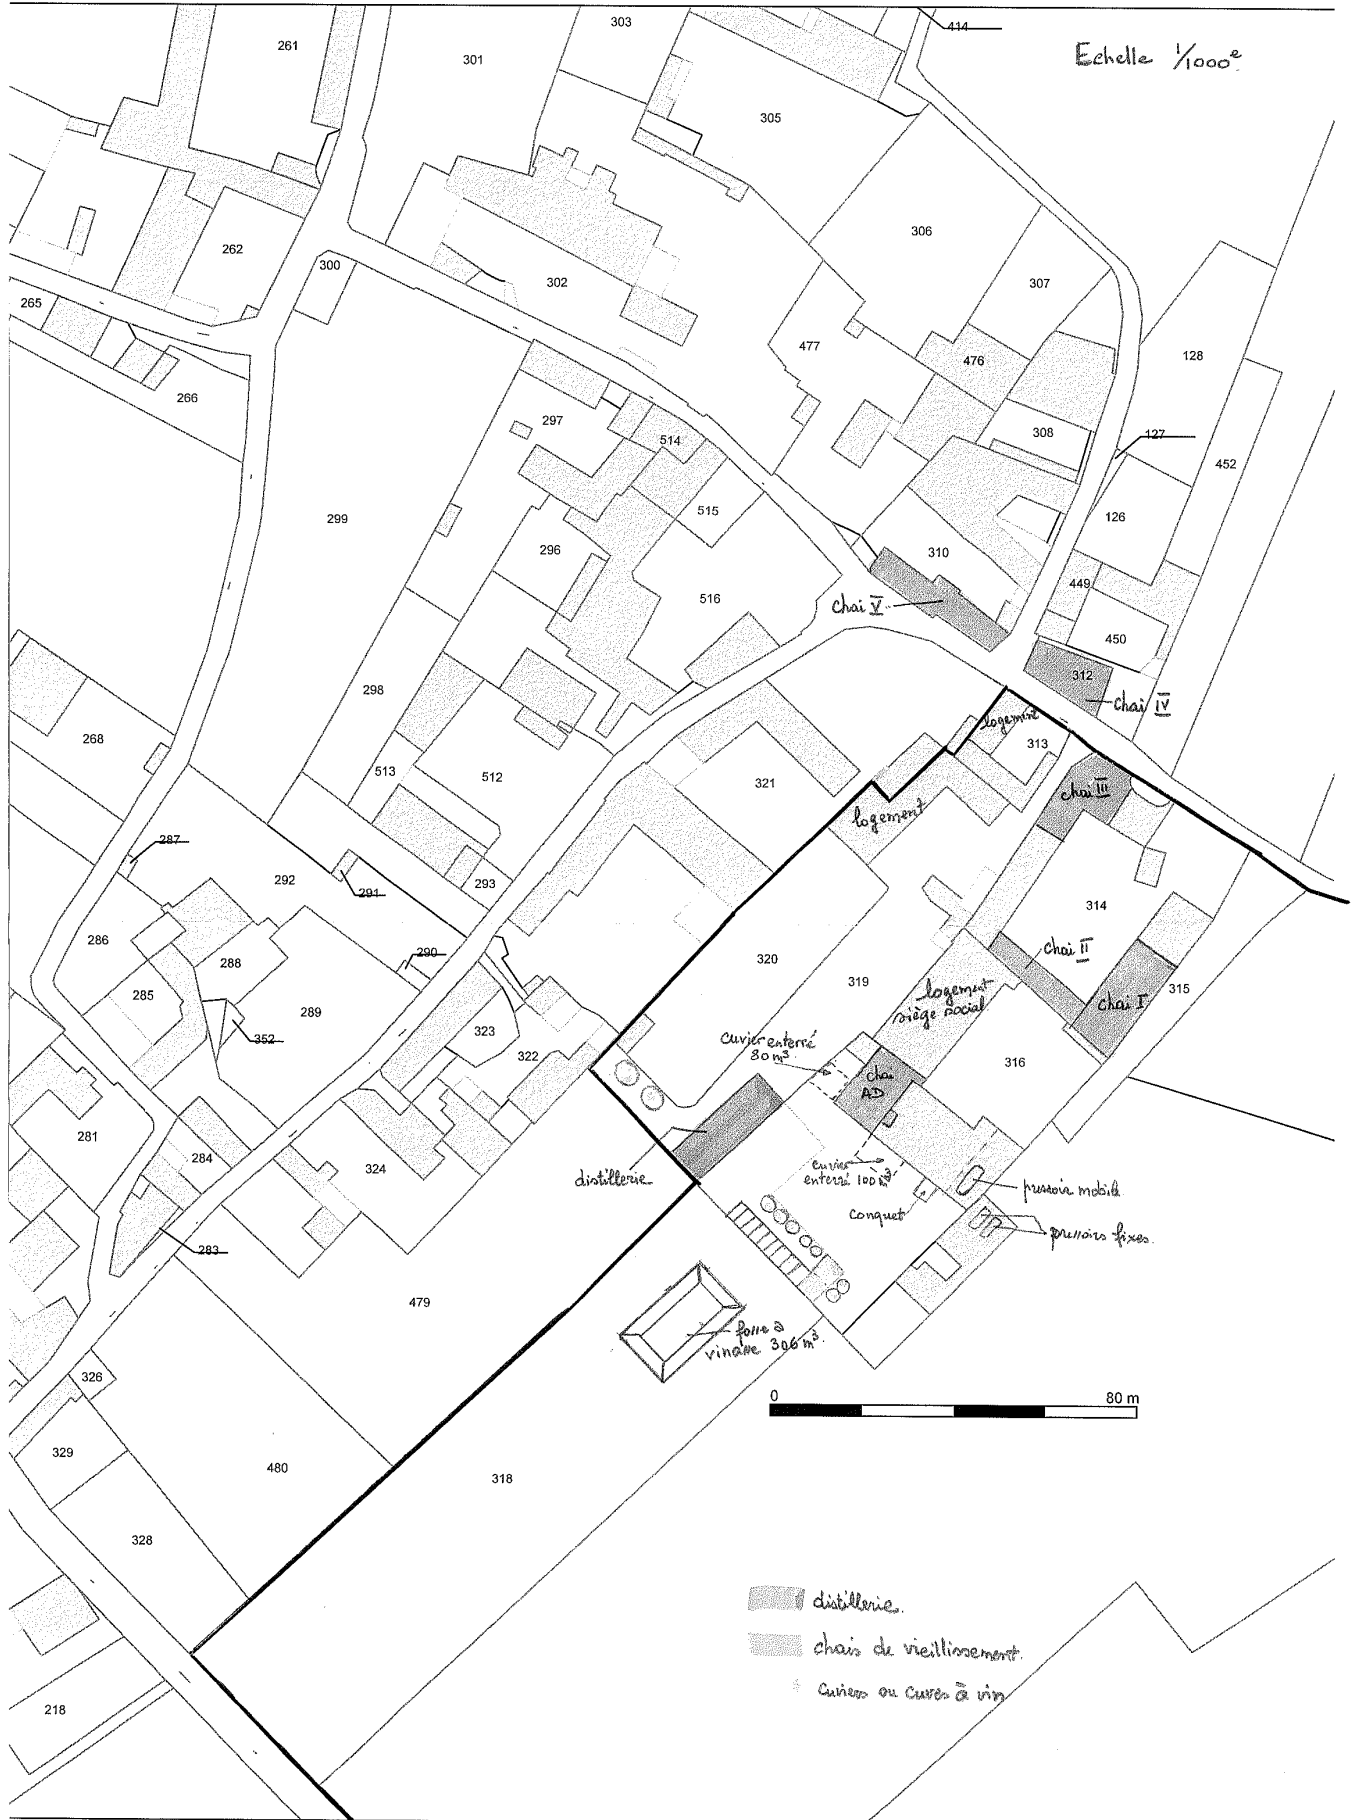 414
303
Echelle 1/1000e
261
301
305
306
262
300
302
307
265
477
476
128
266
297
308
127
514
452
515
299
126
310
296
449
516
chai V
450
312
chai IV
298
logement
313
268
513
512
321
chai III
logement
287
292
291
293
314
286
288
290
320
chai II
319
285
289
logement
siège social
chai I
315
352
323
322
cuvier enterré
80 m³
chai
AD
316
281
284
324
distillerie
cuvier
enterré 100 m³
pressoir mobile
conquet
283
pressoirs fixes.
479
fosse à
vinasse 306 m³
326
0
80 m
329
480
318
328
distillerie.
chais de vieillissement.
218
cuviers ou cuves à vin